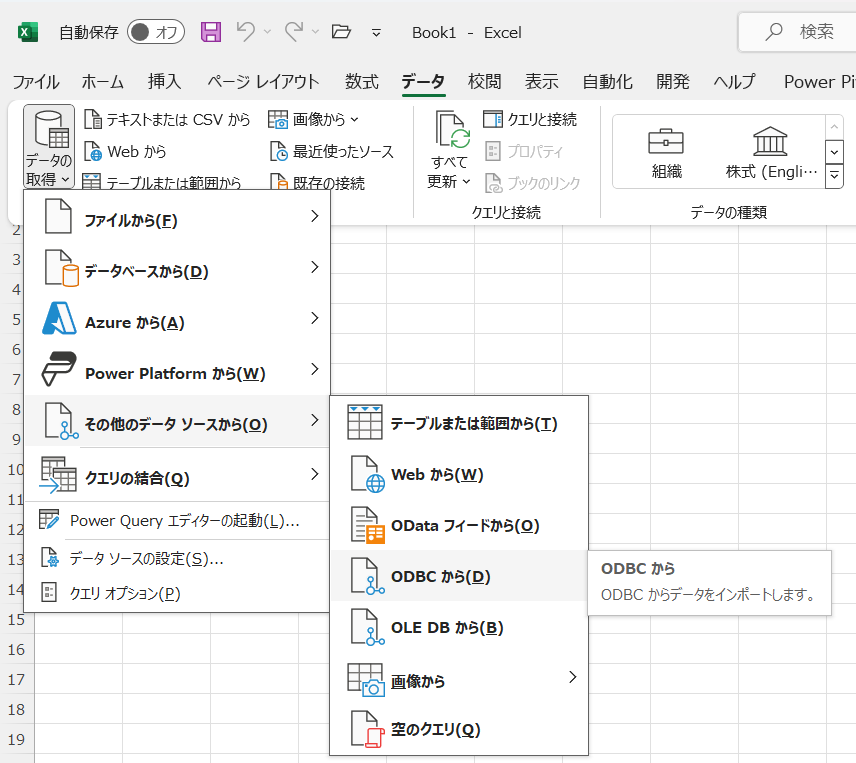 自動保存 オフ Book1 - Excel 検索
ファイル ホーム 挿入 ページ レイアウト 数式 データ 校閲 表示 自動化 開発 ヘルプ Power Pi
データの
取得
テキストまたは CSV から
Web から
テーブルまたは範囲から
画像から
最近使ったソース
既存の接続
すべて
更新
クエリと接続
プロパティ
ブックのリンク
クエリと接続
組織
株式 (Engli…
データの種類
ファイルから(F)
データベースから(D)
Azure から(A)
Power Platform から(W)
その他のデータ ソースから(O)
クエリの結合(Q)
Power Query エディターの起動(L)...
データ ソースの設定(S)...
クエリ オプション(P)
テーブルまたは範囲から(T)
Web から(W)
OData フィードから(O)
ODBC から(D)
OLE DB から(B)
画像から
空のクエリ(Q)
ODBC から
ODBC からデータをインポートします。
2
3
4
5
6
7
8
9
10
11
12
13
14
15
16
17
18
19